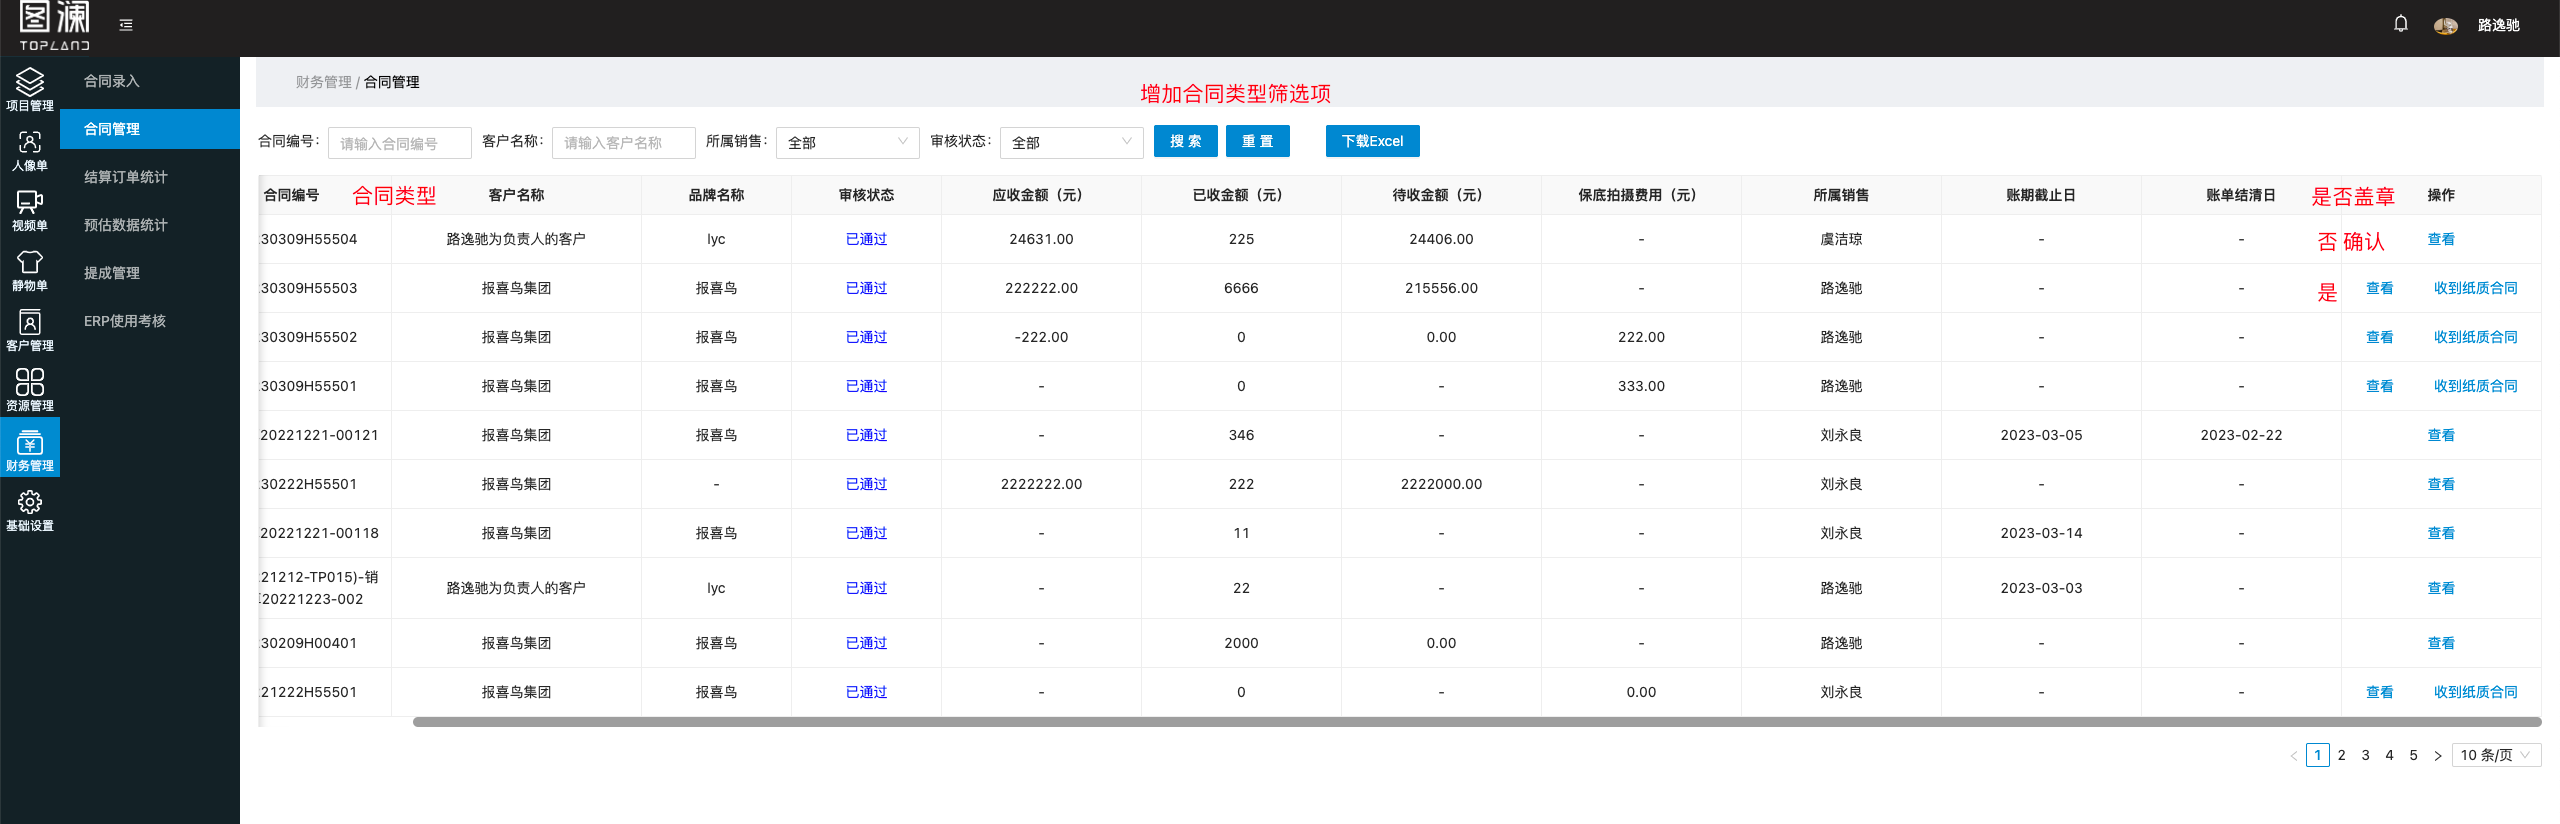 图澜
TOPLAND
路逸驰
项目管理
人像单
视频单
静物单
客户管理
资源管理
财务管理
基础设置
合同录入
合同管理
结算订单统计
预估数据统计
提成管理
ERP使用考核
财务管理 / 合同管理
增加合同类型筛选项
合同编号: 请输入合同编号 客户名称: 请输入客户名称 所属销售: 全部 审核状态: 全部 搜 索 重 置 下载Excel
合同编号 合同类型 客户名称 品牌名称 审核状态 应收金额（元） 已收金额（元） 待收金额（元） 保底拍摄费用（元） 所属销售 账期截止日 账单结清日 是否盖章 操作
30309H55504 路逸驰为负责人的客户 lyc 已通过 24631.00 225 24406.00 - 虞洁琼 - - 否 确认 查看
30309H55503 报喜鸟集团 报喜鸟 已通过 222222.00 6666 215556.00 - 路逸驰 - - 是 查看 收到纸质合同
30309H55502 报喜鸟集团 报喜鸟 已通过 -222.00 0 0.00 222.00 路逸驰 - - 查看 收到纸质合同
30309H55501 报喜鸟集团 报喜鸟 已通过 - 0 - 333.00 路逸驰 - - 查看 收到纸质合同
20221221-00121 报喜鸟集团 报喜鸟 已通过 - 346 - - 刘永良 2023-03-05 2023-02-22 查看
30222H55501 报喜鸟集团 - 已通过 2222222.00 222 2222000.00 - 刘永良 - - 查看
20221221-00118 报喜鸟集团 报喜鸟 已通过 - 11 - - 刘永良 2023-03-14 - 查看
21212-TP015)-销
20221223-002 路逸驰为负责人的客户 lyc 已通过 - 22 - - 路逸驰 2023-03-03 - 查看
30209H00401 报喜鸟集团 报喜鸟 已通过 - 2000 0.00 - 路逸驰 - - 查看
21222H55501 报喜鸟集团 报喜鸟 已通过 - 0 - 0.00 刘永良 - - 查看 收到纸质合同
< 1 2 3 4 5 > 10 条/页